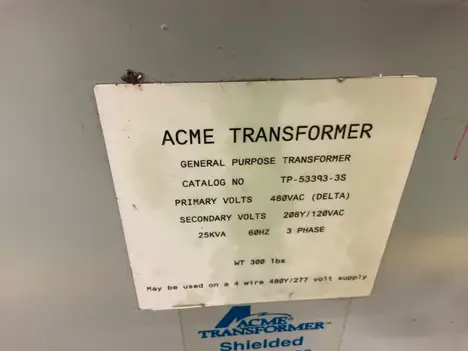 ACME TRANSFORMER
GENERAL PURPOSE TRANSFORMER
CATALOG NO TP-53393-3S
PRIMARY VOLTS 480VAC (DELTA)
SECONDARY VOLTS 208Y/120VAC
25KVA 60HZ 3 PHASE
WT 300 lbs
May be used on a 4 wire 480Y/277 volt supply
ACME
TRANSFORMER™
Shielded